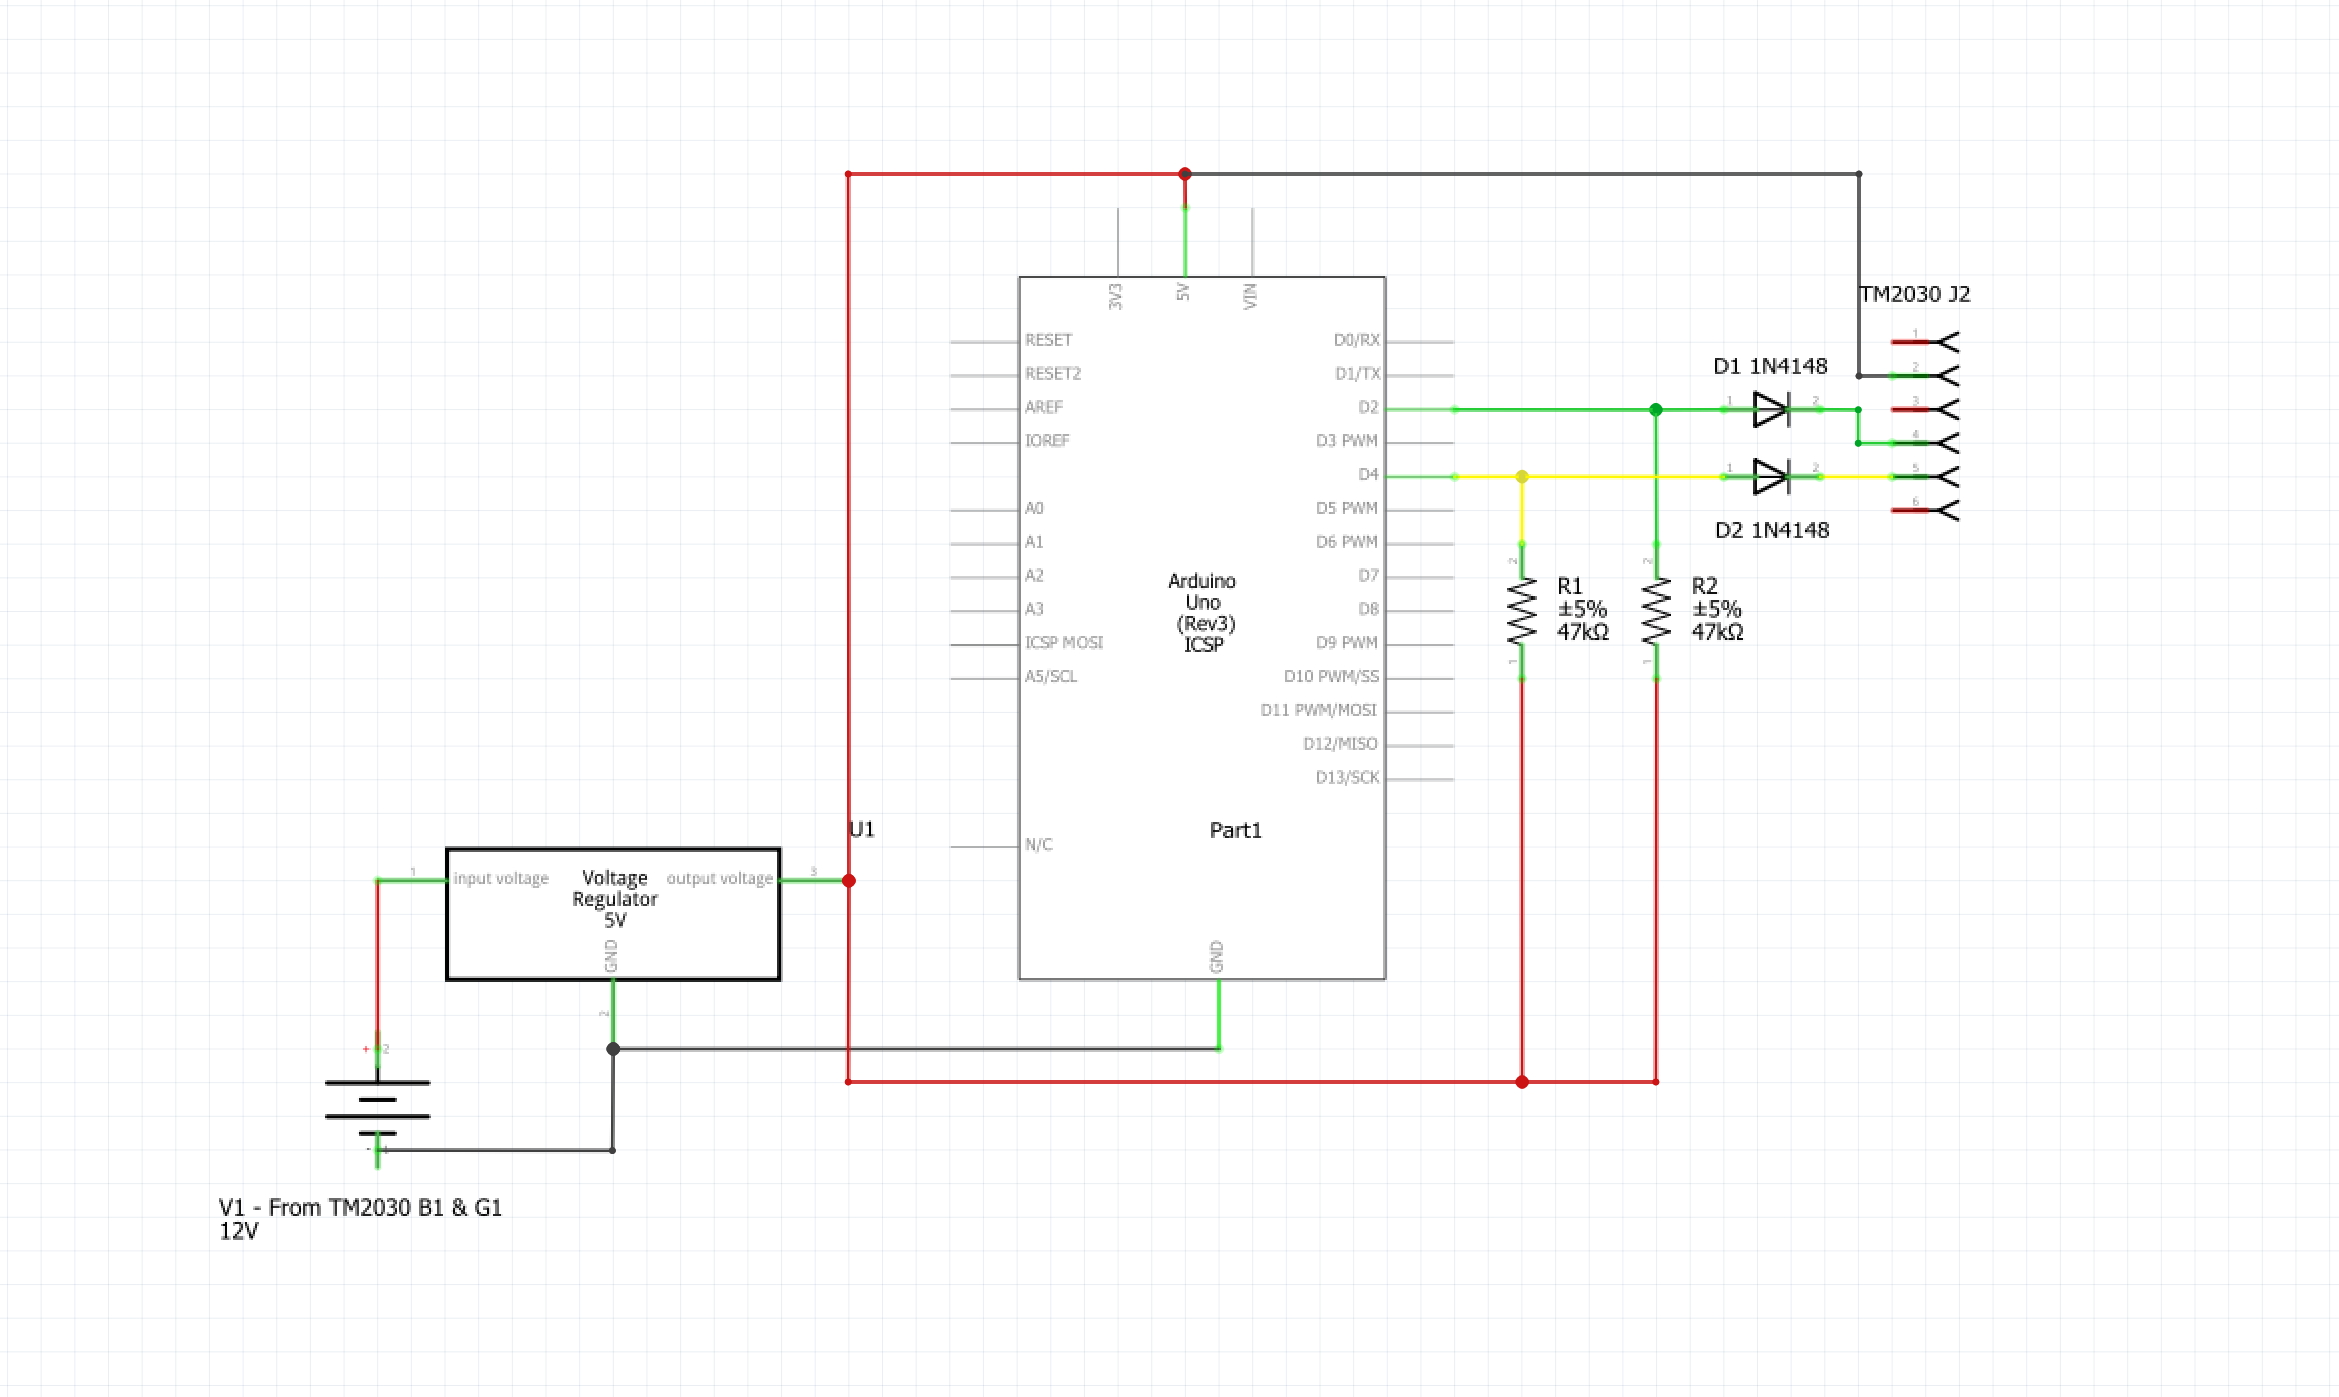 TM2030 J2
3V3
5V
VIN
1
RESET
D0/RX
D1 1N4148
2
RESET2
D1/TX
AREF
D2
1
2
3
IOREF
D3 PWM
4
D4
1
2
5
A0
D5 PWM
6
D2 1N4148
A1
D6 PWM
2
2
A2
D7
Arduino
Uno
(Rev3)
ICSP
R1
±5%
47kΩ
R2
±5%
47kΩ
A3
D8
ICSP MOSI
D9 PWM
1
1
A5/SCL
D10 PWM/SS
D11 PWM/MOSI
D12/MISO
D13/SCK
U1
Part1
N/C
1
input voltage
Voltage
Regulator
5V
output voltage
3
GND
GND
2
+
2
-
1
V1 - From TM2030 B1 & G1
12V